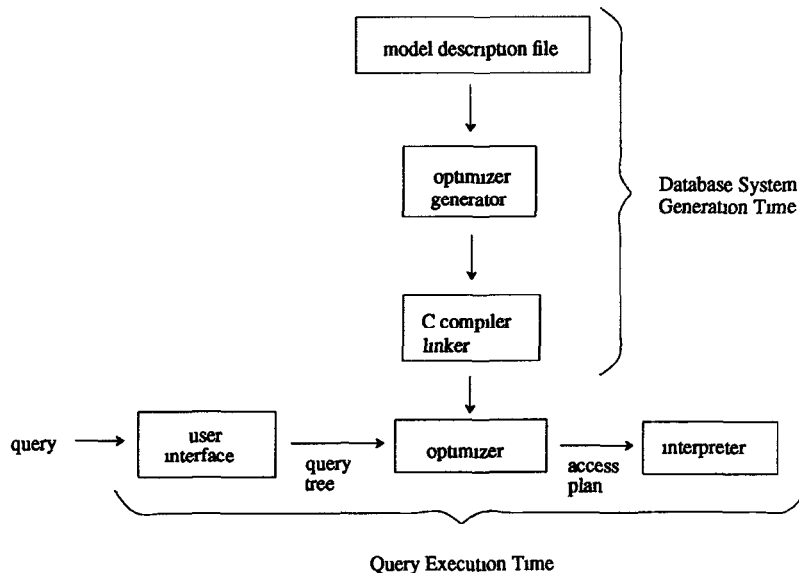 model description file
optimizer
generator
Database System
Generation Time
C compiler
linker
query
user
interface
query
tree
optimizer
access
plan
interpreter
Query Execution Time